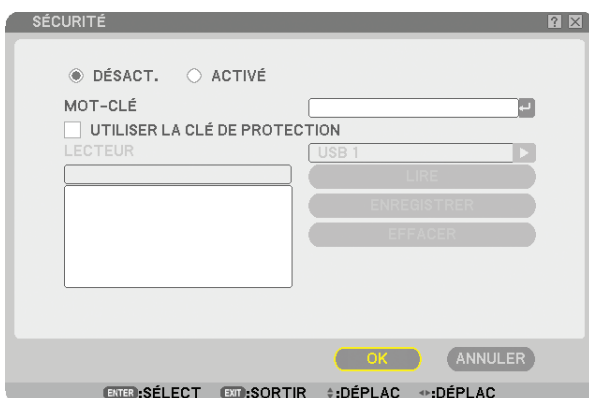 SÉCURITÉ
DÉSACT. ACTIVÉ
MOT-CLÉ
UTILISER LA CLÉ DE PROTECTION
LECTEUR USB 1
LIRE
ENREGISTRER
EFFACER
OK ANNULER
ENTER:SÉLECT EXIT:SORTIR :DÉPLAC :DÉPLAC